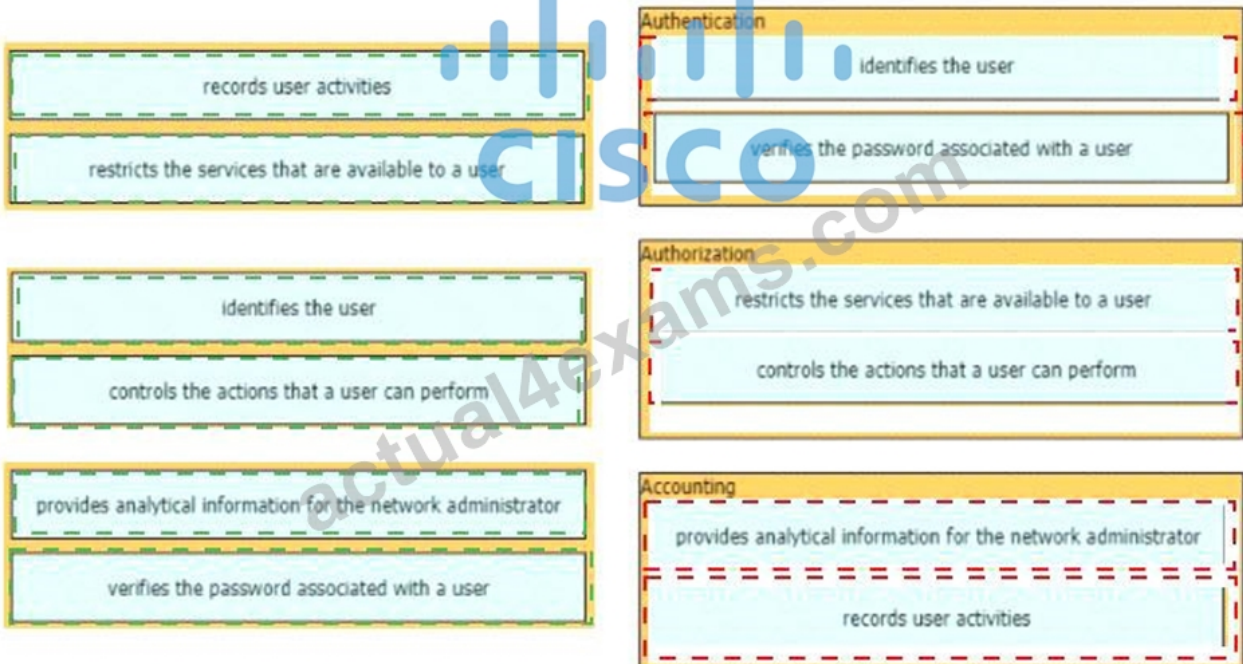 records user activities
restricts the services that are available to a user
identifies the user
controls the actions that a user can perform
provides analytical information for the network administrator
verifies the password associated with a user
Authentication
identifies the user
verifies the password associated with a user
Authorization
restricts the services that are available to a user
controls the actions that a user can perform
Accounting
provides analytical information for the network administrator
records user activities
CISCO
actual4exams.com